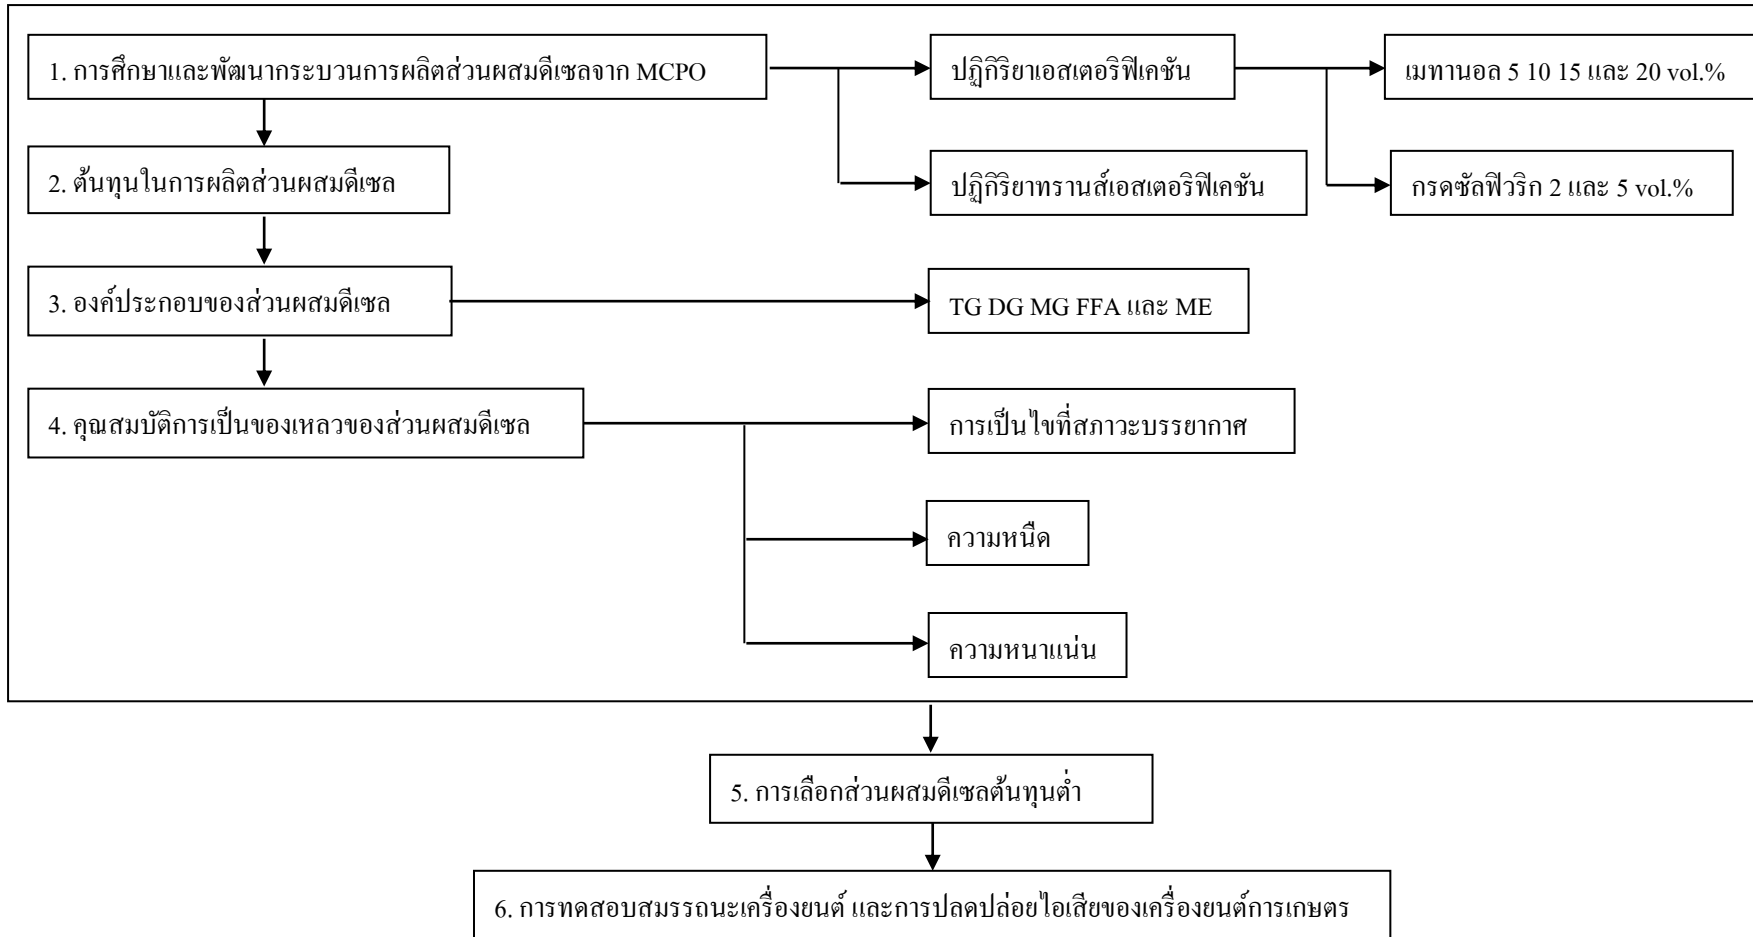 1. การศึกษาและพัฒนากระบวนการผลิตส่วนผสมดีเซลจาก MCPO
ปฏิกิริยาเอสเตอริฟิเคชัน
เมทานอล 5 10 15 และ 20 vol.%
2. ต้นทุนในการผลิตส่วนผสมดีเซล
ปฏิกิริยาทรานส์เอสเตอริฟิเคชัน
กรดซัลฟิวริก 2 และ 5 vol.%
3. องค์ประกอบของส่วนผสมดีเซล
TG DG MG FFA และ ME
4. คุณสมบัติการเป็นของเหลวของส่วนผสมดีเซล
การเป็นไขที่สภาวะบรรยากาศ
ความหนืด
ความหนาแน่น
5. การเลือกส่วนผสมดีเซลต้นทุนต่ำ
6. การทดสอบสมรรถนะเครื่องยนต์ และการปลดปล่อยไอเสียของเครื่องยนต์การเกษตร